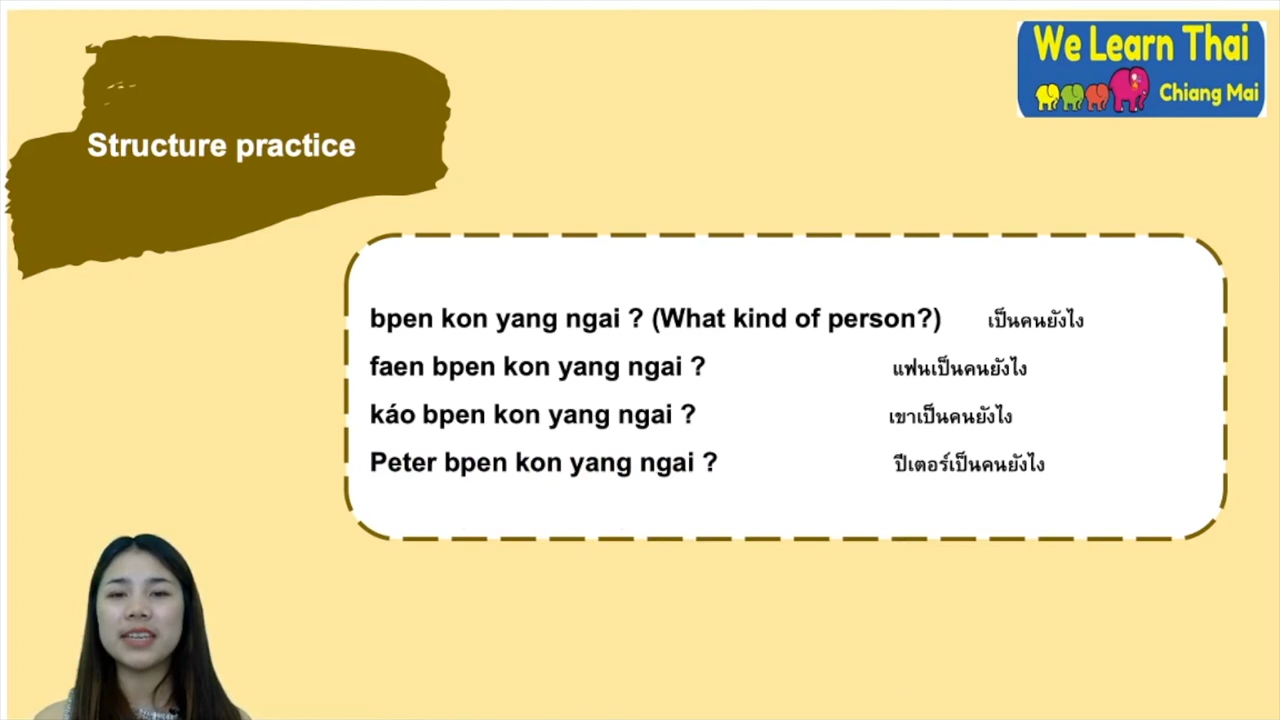 We Learn Thai
Chiang Mai
Structure practice
bpen kon yang ngai ? (What kind of person?) เป็นคนยังไง
faen bpen kon yang ngai ? แฟนเป็นคนยังไง
káo bpen kon yang ngai ? เขาเป็นคนยังไง
Peter bpen kon yang ngai ? ปีเตอร์เป็นคนยังไง